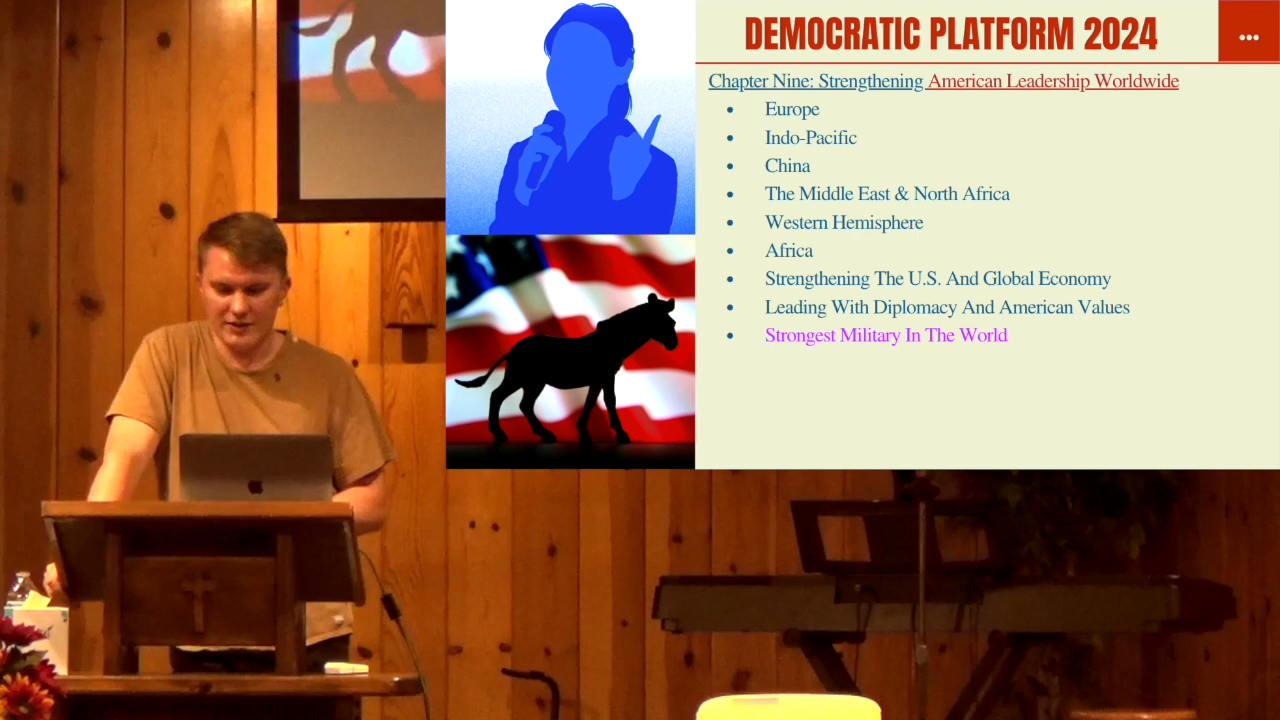 DEMOCRATIC PLATFORM 2024
Chapter Nine: Strengthening American Leadership Worldwide
• Europe
• Indo-Pacific
• China
• The Middle East & North Africa
• Western Hemisphere
• Africa
• Strengthening The U.S. And Global Economy
• Leading With Diplomacy And American Values
• Strongest Military In The World